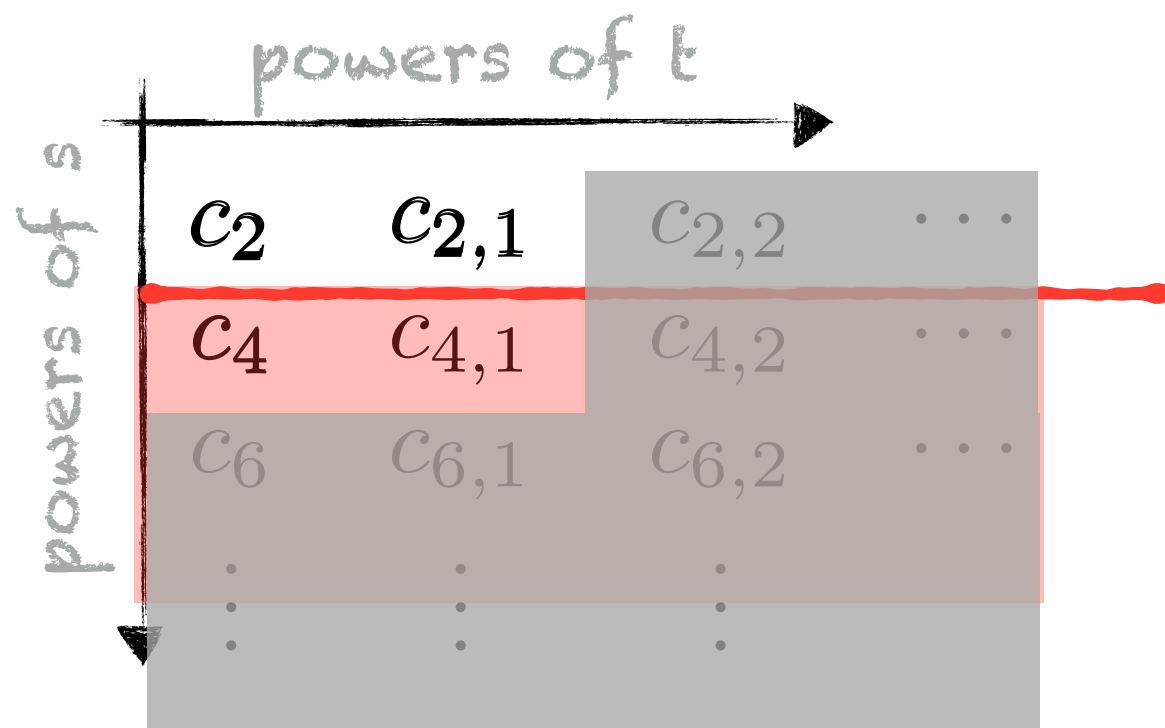 powers of t
powers of s
c₂ c₂,₁ c₂,₂ ⋯
c₄ c₄,₁ c₄,₂ ⋯
c₆ c₆,₁ c₆,₂ ⋯
⋮ ⋮ ⋮